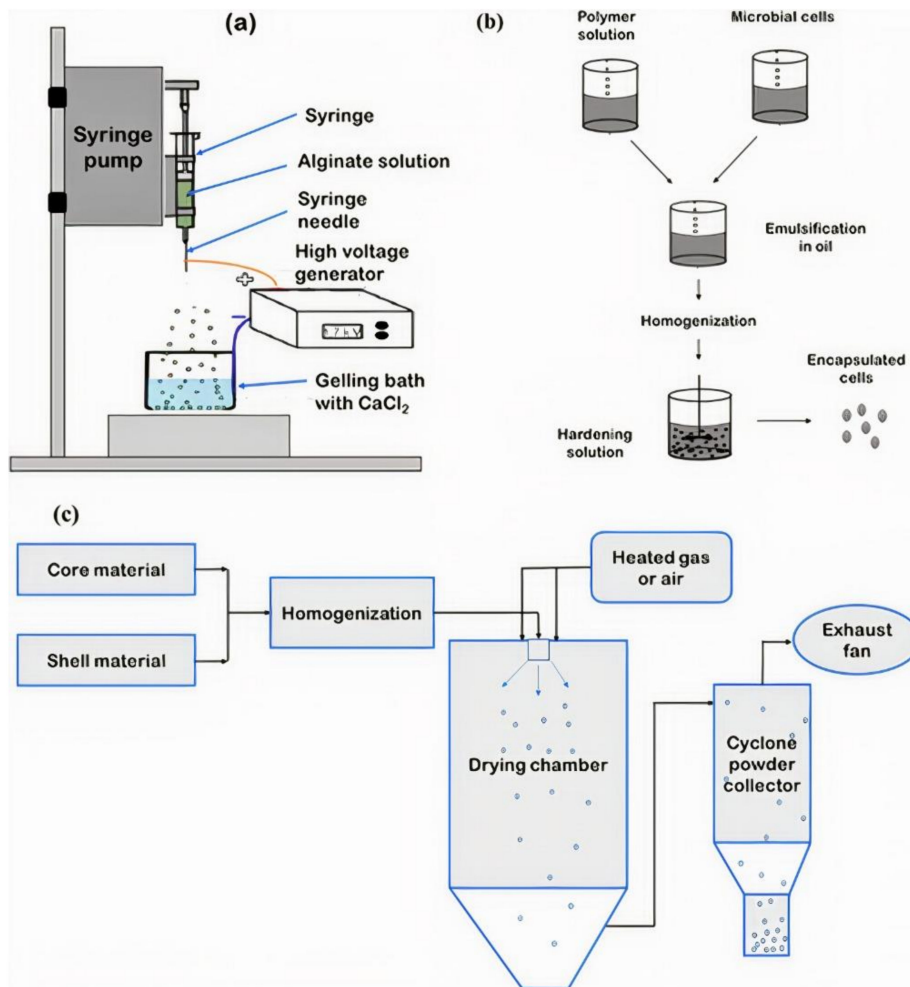 (a)
Syringe
pump
Syringe
Alginate solution
Syringe
needle
High voltage
generator
+
-
Gelling bath
with CaCl₂
(b)
Polymer
solution
Microbial cells
Emulsification
in oil
Homogenization
Hardening
solution
Encapsulated
cells
(c)
Core material
Shell material
Homogenization
Heated gas
or air
Drying chamber
Exhaust
fan
Cyclone
powder
collector